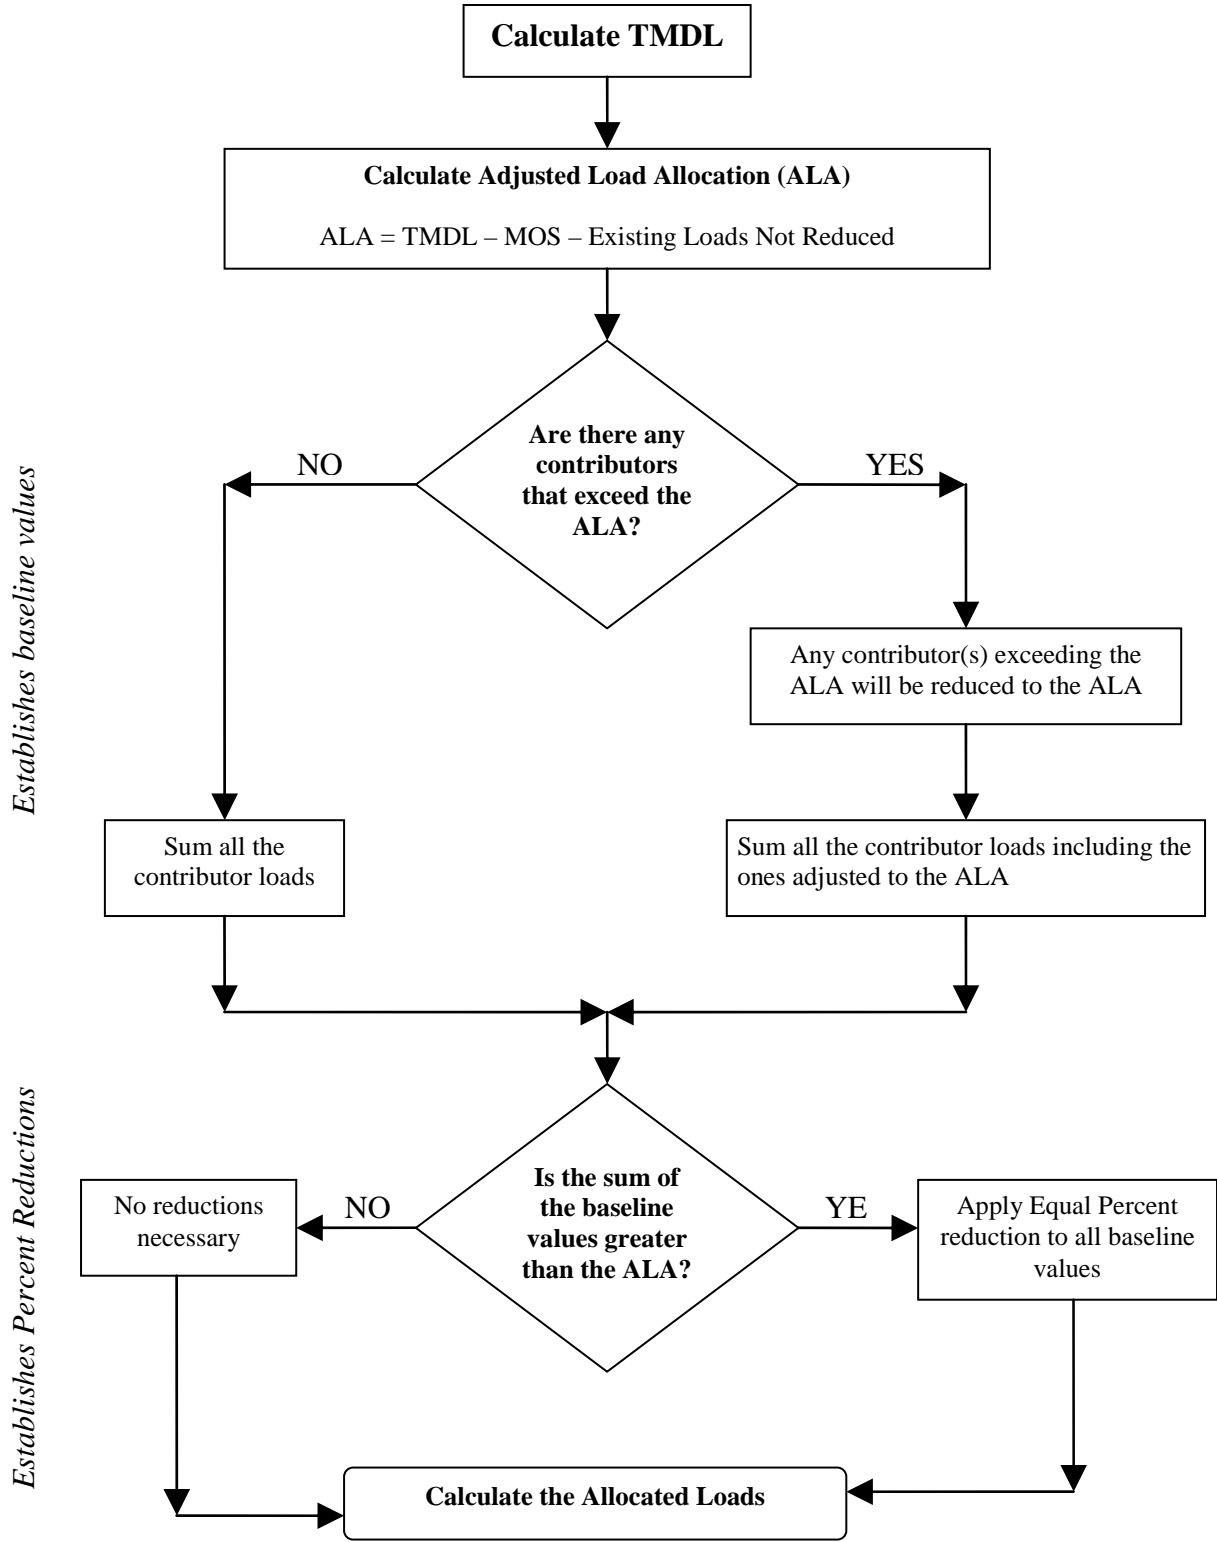 Calculate TMDL
Calculate Adjusted Load Allocation (ALA)
ALA = TMDL – MOS – Existing Loads Not Reduced
Establishes baseline values
Are there any
contributors
that exceed the
ALA?
NO
YES
Any contributor(s) exceeding the
ALA will be reduced to the ALA
Sum all the
contributor loads
Sum all the contributor loads including the
ones adjusted to the ALA
Establishes Percent Reductions
Is the sum of
the baseline
values greater
than the ALA?
NO
YE
No reductions
necessary
Apply Equal Percent
reduction to all baseline
values
Calculate the Allocated Loads